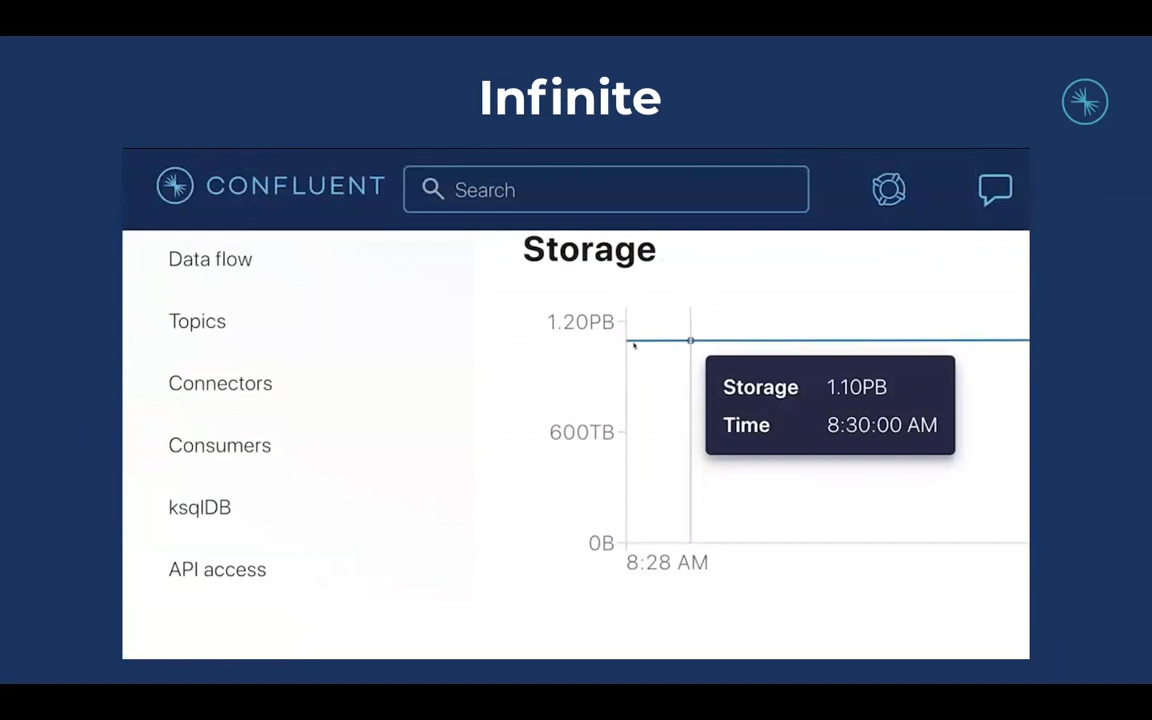 Infinite
CONFLUENT
Search
Data flow
Topics
Connectors
Consumers
ksqlDB
API access
Storage
1.20PB
600TB
0B
8:28 AM
Storage 1.10PB
Time 8:30:00 AM